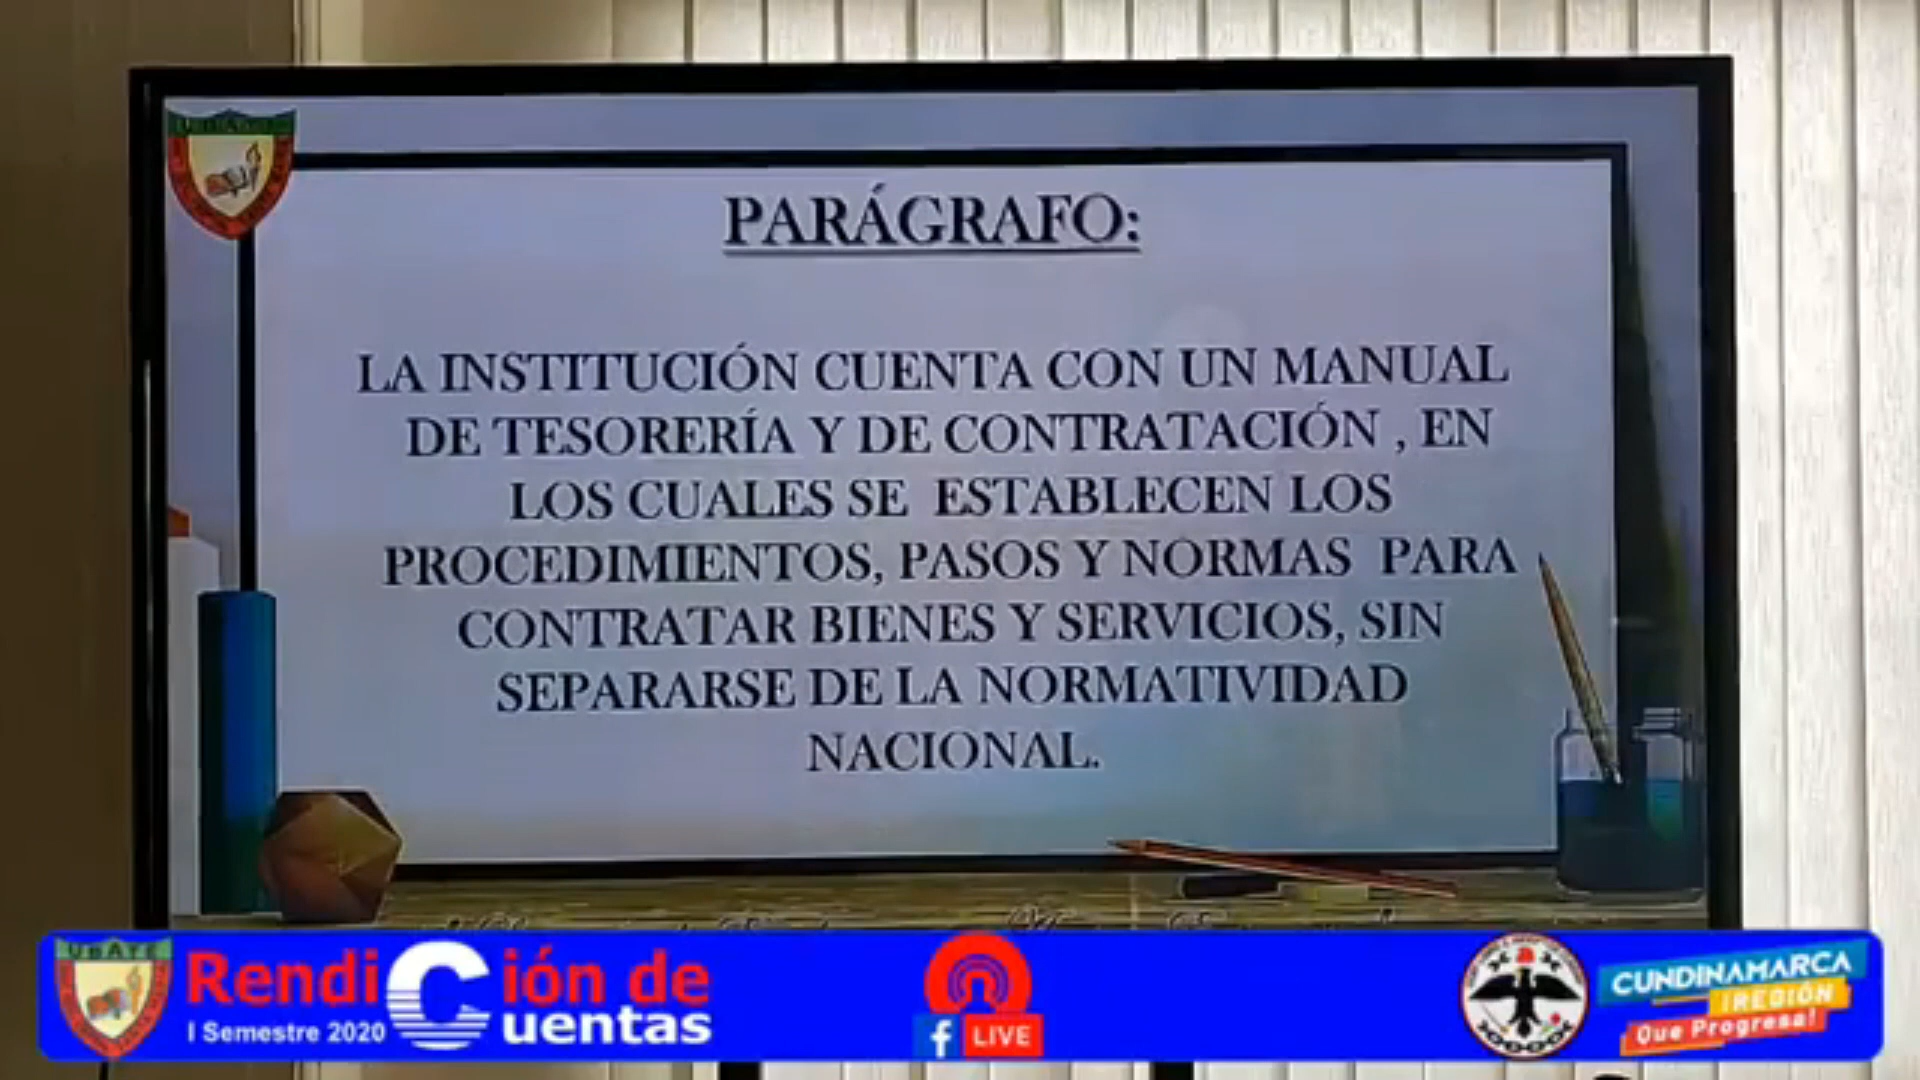 UBATE
PARÁGRAFO:
LA INSTITUCIÓN CUENTA CON UN MANUAL
DE TESORERÍA Y DE CONTRATACIÓN , EN
LOS CUALES SE ESTABLECEN LOS
PROCEDIMIENTOS, PASOS Y NORMAS PARA
CONTRATAR BIENES Y SERVICIOS, SIN
SEPARARSE DE LA NORMATIVIDAD
NACIONAL.
UBATE
Rendición de
Cuentas
I Semestre 2020
f LIVE
CUNDINAMARCA
¡REGIÓN
Que Progresa!